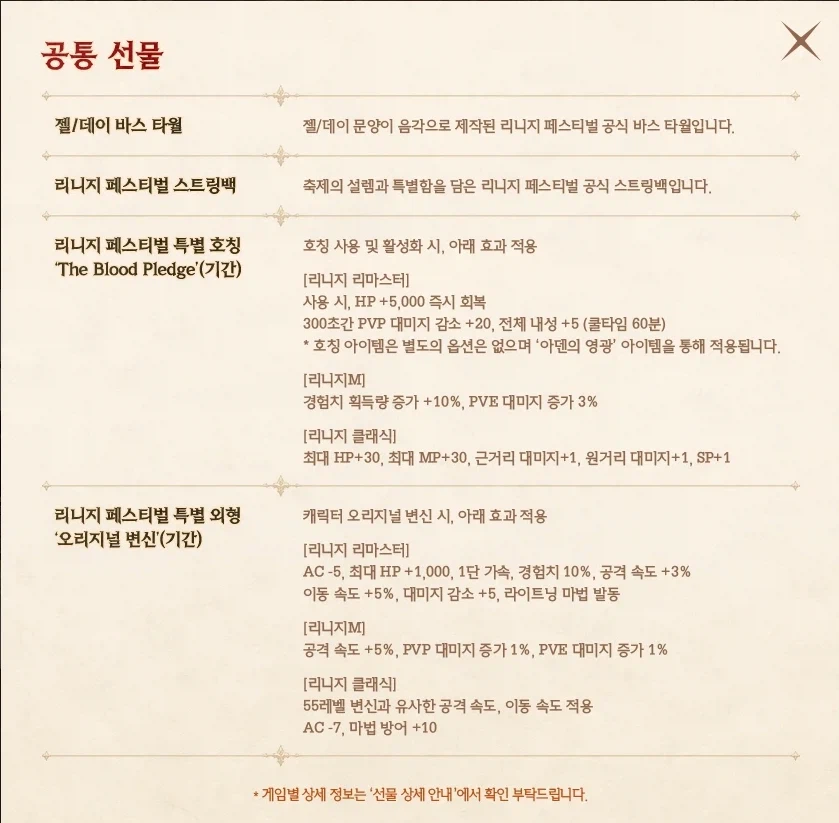 공통 선물
젤/데이 바스 타월
젤/데이 문양이 음각으로 제작된 리니지 페스티벌 공식 바스 타월입니다.
리니지 페스티벌 스트링백
축제의 설렘과 특별함을 담은 리니지 페스티벌 공식 스트링백입니다.
리니지 페스티벌 특별 호칭
'The Blood Pledge'(기간)
호칭 사용 및 활성화 시, 아래 효과 적용
[리니지 리마스터]
사용 시, HP +5,000 즉시 회복
300초간 PVP 대미지 감소 +20, 전체 내성 +5 (쿨타임 60분)
* 호칭 아이템은 별도의 옵션은 없으며 '아덴의 영광' 아이템을 통해 적용됩니다.
[리니지M]
경험치 획득량 증가 +10%, PVE 대미지 증가 3%
[리니지 클래식]
최대 HP+30, 최대 MP+30, 근거리 대미지+1, 원거리 대미지+1, SP+1
리니지 페스티벌 특별 외형
'오리지널 변신'(기간)
캐릭터 오리지널 변신 시, 아래 효과 적용
[리니지 리마스터]
AC -5, 최대 HP +1,000, 1단 가속, 경험치 10%, 공격 속도 +3%
이동 속도 +5%, 대미지 감소 +5, 라이트닝 마법 발동
[리니지M]
공격 속도 +5%, PVP 대미지 증가 1%, PVE 대미지 증가 1%
[리니지 클래식]
55레벨 변신과 유사한 공격 속도, 이동 속도 적용
AC -7, 마법 방어 +10
* 게임별 상세 정보는 '선물 상세 안내'에서 확인 부탁드립니다.